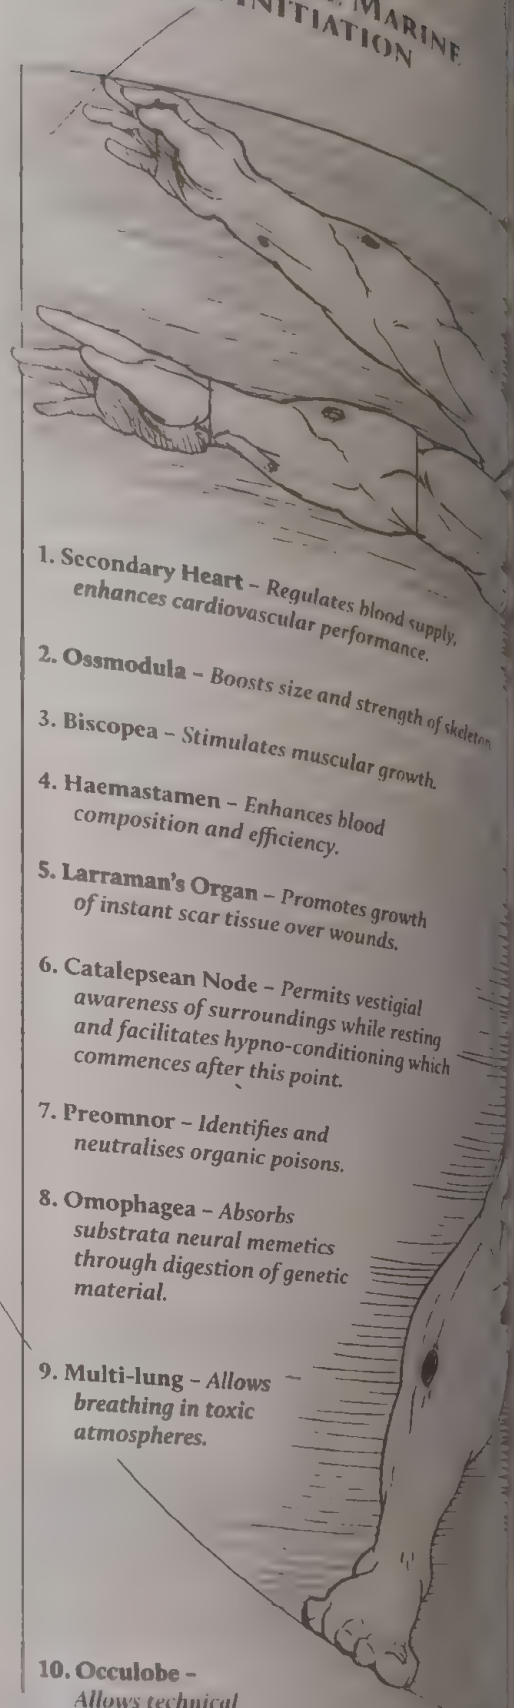 MARINE
INITIATION
1. Secondary Heart – Regulates blood supply,
enhances cardiovascular performance.
2. Ossmodula – Boosts size and strength of skeleton
3. Biscopea – Stimulates muscular growth.
4. Haemastamen – Enhances blood
composition and efficiency.
5. Larraman's Organ – Promotes growth
of instant scar tissue over wounds.
6. Catalepsean Node – Permits vestigial
awareness of surroundings while resting
and facilitates hypno-conditioning which
commences after this point.
7. Preomnor – Identifies and
neutralises organic poisons.
8. Omophagea – Absorbs
substrata neural memetics
through digestion of genetic
material.
9. Multi-lung – Allows
breathing in toxic
atmospheres.
10. Occulobe –
Allows technical